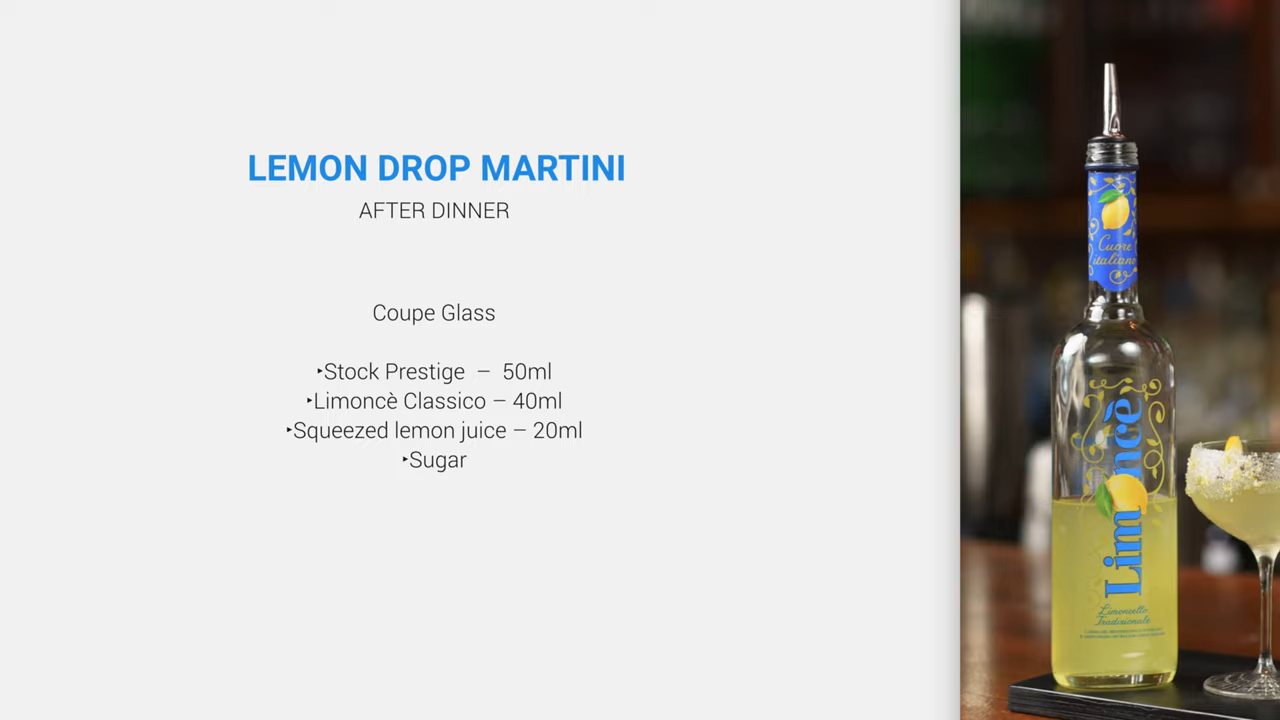 LEMON DROP MARTINI
AFTER DINNER
Coupe Glass
‣Stock Prestige – 50ml
‣Limoncè Classico – 40ml
‣Squeezed lemon juice – 20ml
‣Sugar
Cuore
italiano
Limoncè
Limoncello
Tradizionale